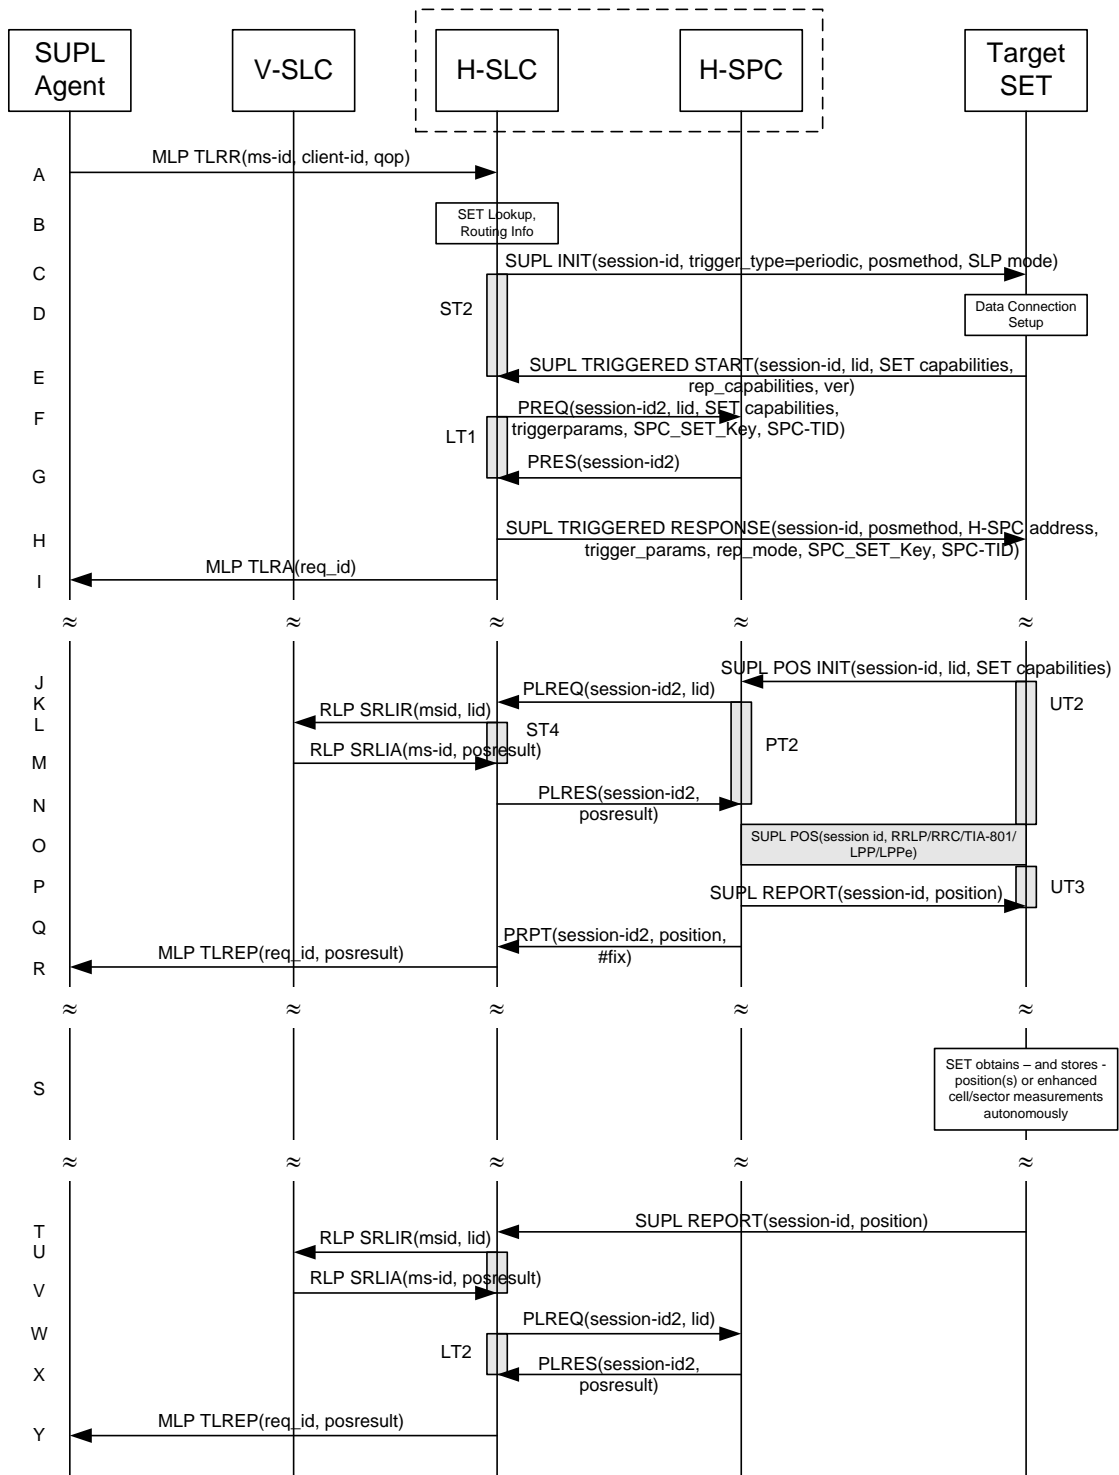 SUPL
Agent
V-SLC
H-SLC
H-SPC
Target
SET
A
MLP TLRR(ms-id, client-id, qop)
B
SET Lookup,
Routing Info
C
SUPL INIT(session-id, trigger_type=periodic, posmethod, SLP mode)
D
ST2
Data Connection
Setup
E
SUPL TRIGGERED START(session-id, lid, SET capabilities,
rep_capabilities, ver)
F
PREQ(session-id2, lid, SET capabilities,
triggerparams, SPC_SET_Key, SPC-TID)
LT1
G
PRES(session-id2)
H
SUPL TRIGGERED RESPONSE(session-id, posmethod, H-SPC address,
trigger_params, rep_mode, SPC_SET_Key, SPC-TID)
I
MLP TLRA(req_id)
≈ ≈ ≈ ≈ ≈
J
SUPL POS INIT(session-id, lid, SET capabilities)
K
PLREQ(session-id2, lid)
UT2
L
RLP SRLIR(msid, lid)
ST4
M
RLP SRLIA(ms-id, posresult)
PT2
N
PLRES(session-id2,
posresult)
O
SUPL POS(session id, RRLP/RRC/TIA-801/
LPP/LPPe)
P
SUPL REPORT(session-id, position)
UT3
Q
PRPT(session-id2, position,
#fix)
R
MLP TLREP(req_id, posresult)
≈ ≈ ≈ ≈ ≈
S
SET obtains – and stores -
position(s) or enhanced
cell/sector measurements
autonomously
≈ ≈ ≈ ≈ ≈
T
SUPL REPORT(session-id, position)
U
RLP SRLIR(msid, lid)
V
RLP SRLIA(ms-id, posresult)
W
PLREQ(session-id2, lid)
LT2
X
PLRES(session-id2,
posresult)
Y
MLP TLREP(req_id, posresult)